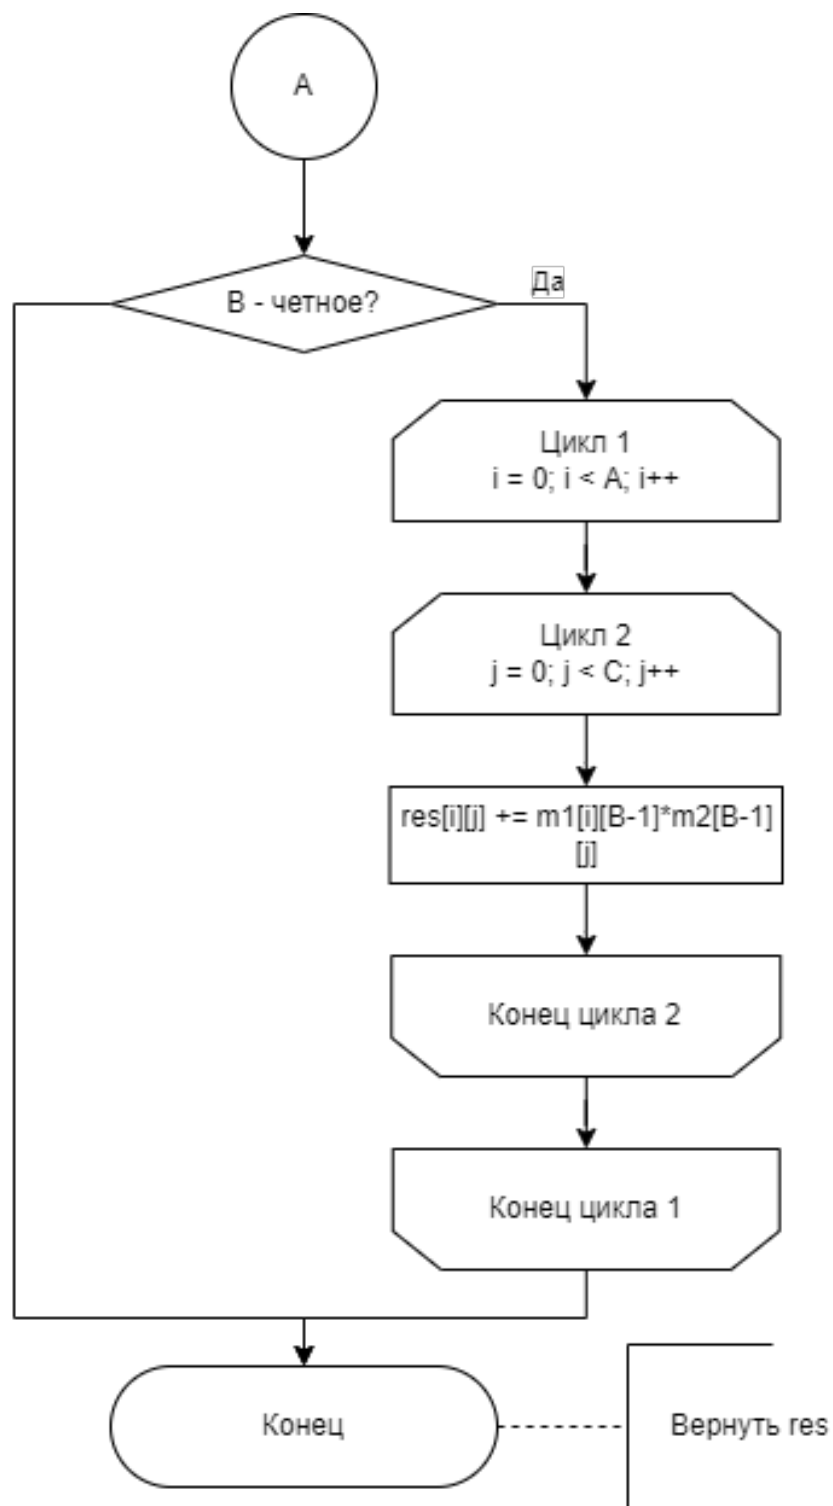 А
В - четное?
Да
Цикл 1
i = 0; i < A; i++
Цикл 2
j = 0; j < C; j++
res[i][j] += m1[i][B-1]*m2[B-1]
[j]
Конец цикла 2
Конец цикла 1
Конец
Вернуть res